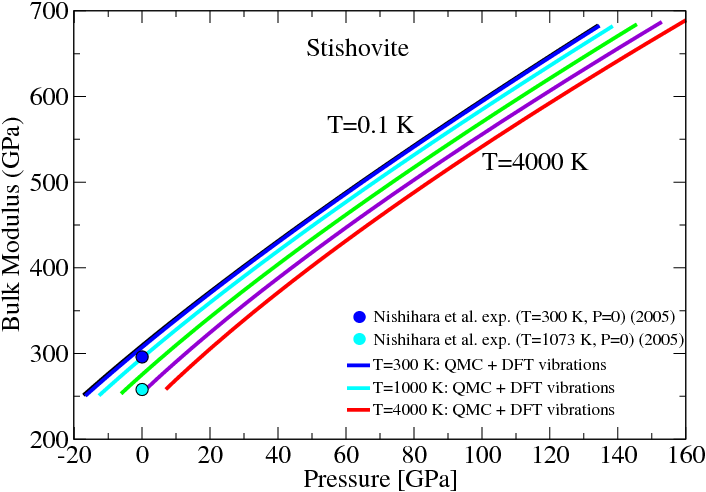 700
600
500
400
300
200
Bulk Modulus (GPa)
Stishovite
T=0.1 K
T=4000 K
Nishihara et al. exp. (T=300 K, P=0) (2005)
Nishihara et al. exp. (T=1073 K, P=0) (2005)
T=300 K: QMC + DFT vibrations
T=1000 K: QMC + DFT vibrations
T=4000 K: QMC + DFT vibrations
-20 0 20 40 60 80 100 120 140 160
Pressure [GPa]